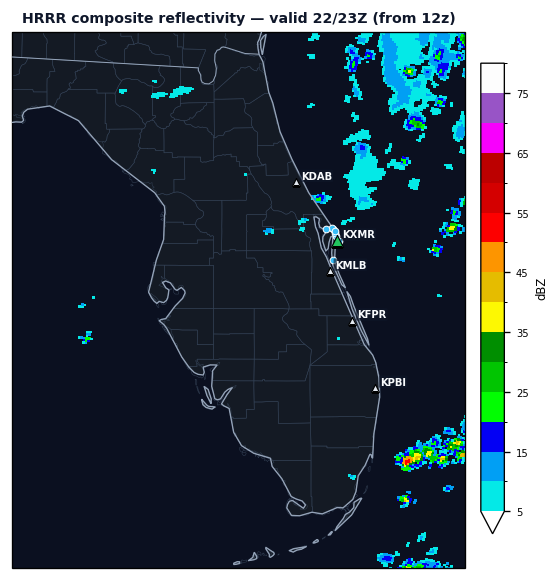 HRRR composite reflectivity — valid 22/23Z (from 12z)
KDAB
KXMR
KMLB
KFPR
KPBI
75
65
55
45
35
25
15
5
dBZ